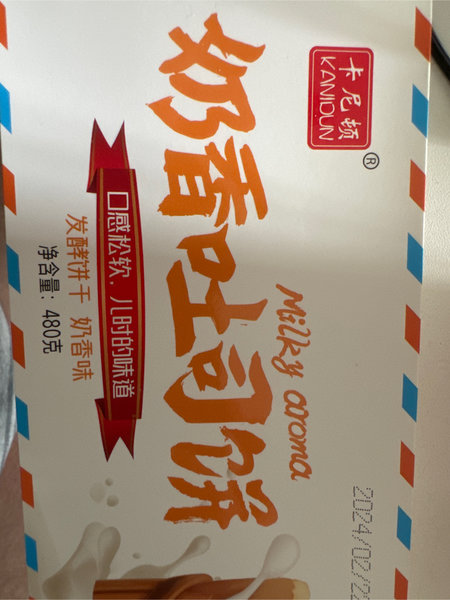 卡尼顿
KANIDUN
®
奶香吐司饼
Milky aroma
口感松软，儿时的味道
发酵饼干 奶香味
净含量：480克
2024/02/2